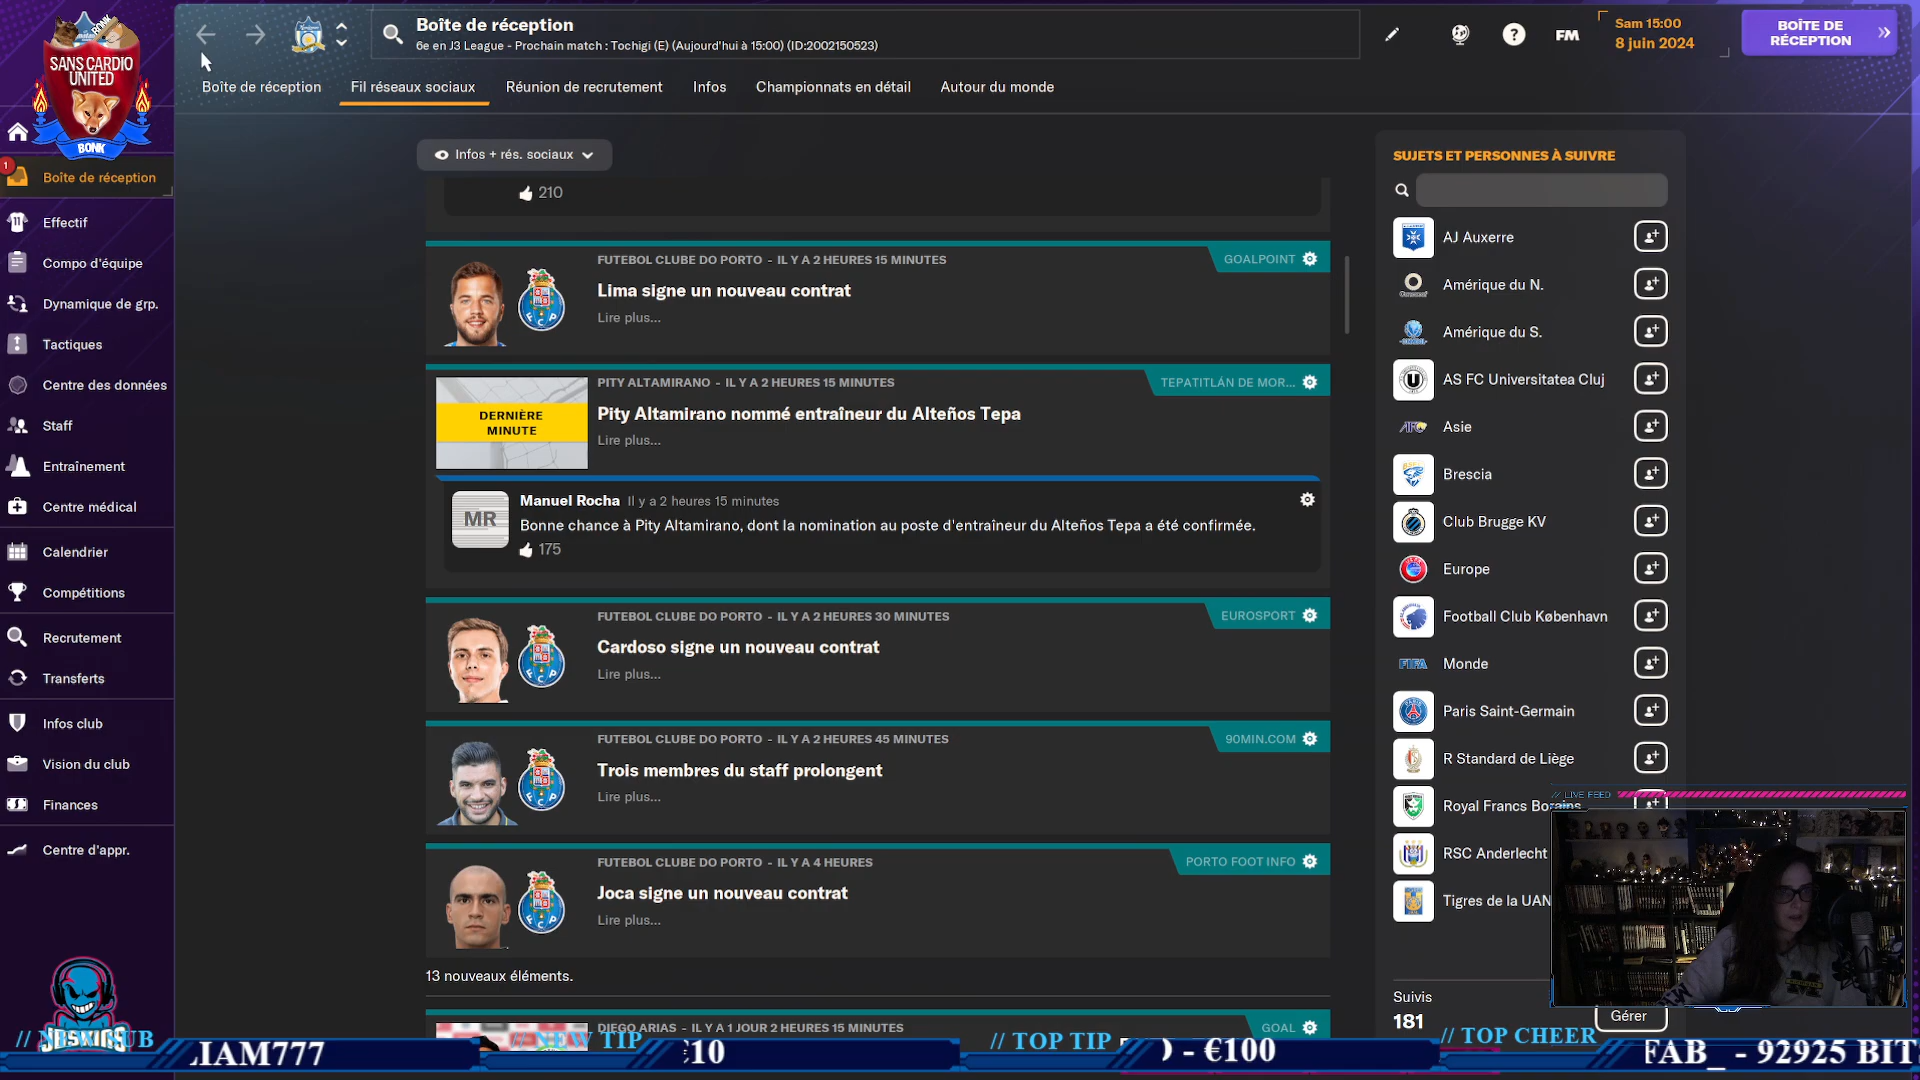 SANS CARDIO
UNITED
BONK
Boîte de réception
6e en J3 League - Prochain match : Tochigi (E) (Aujourd'hui à 15:00) (ID:2002150523)
FM
Sam 15:00
8 juin 2024
BOÎTE DE
RÉCEPTION
Boîte de réception
Fil réseaux sociaux
Réunion de recrutement
Infos
Championnats en détail
Autour du monde
1
Boîte de réception
Effectif
Compo d'équipe
Dynamique de grp.
Tactiques
Centre des données
Staff
Entraînement
Centre médical
Calendrier
Compétitions
Recrutement
Transferts
Infos club
Vision du club
Finances
Centre d'appr.
Infos + rés. sociaux
210
FUTEBOL CLUBE DO PORTO - IL Y A 2 HEURES 15 MINUTES
GOALPOINT
Lima signe un nouveau contrat
Lire plus...
PITY ALTAMIRANO - IL Y A 2 HEURES 15 MINUTES
TEPATITLÁN DE MOR...
DERNIÈRE
MINUTE
Pity Altamirano nommé entraîneur du Alteños Tepa
Lire plus...
MR
Manuel Rocha Il y a 2 heures 15 minutes
Bonne chance à Pity Altamirano, dont la nomination au poste d'entraîneur du Alteños Tepa a été confirmée.
175
FUTEBOL CLUBE DO PORTO - IL Y A 2 HEURES 30 MINUTES
EUROSPORT
Cardoso signe un nouveau contrat
Lire plus...
FUTEBOL CLUBE DO PORTO - IL Y A 2 HEURES 45 MINUTES
90MIN.COM
Trois membres du staff prolongent
Lire plus...
FUTEBOL CLUBE DO PORTO - IL Y A 4 HEURES
PORTO FOOT INFO
Joca signe un nouveau contrat
Lire plus...
13 nouveaux éléments.
DIEGO ARIAS - IL Y A 1 JOUR 2 HEURES 15 MINUTES
GOAL
SUJETS ET PERSONNES À SUIVRE
AJ Auxerre
Amérique du N.
Amérique du S.
AS FC Universitatea Cluj
Asie
Brescia
Club Brugge KV
Europe
Football Club København
FIFA
Monde
Paris Saint-Germain
R Standard de Liège
Royal Francs Borains
RSC Anderlecht
Tigres de la UAN
// LIVE FEED
Suivis
181
Gérer
// NEW SUB
.IAM777
// NEW TIP
10
// TOP TIP
) - €100
// TOP CHEER
FAB_ - 92925 BIT